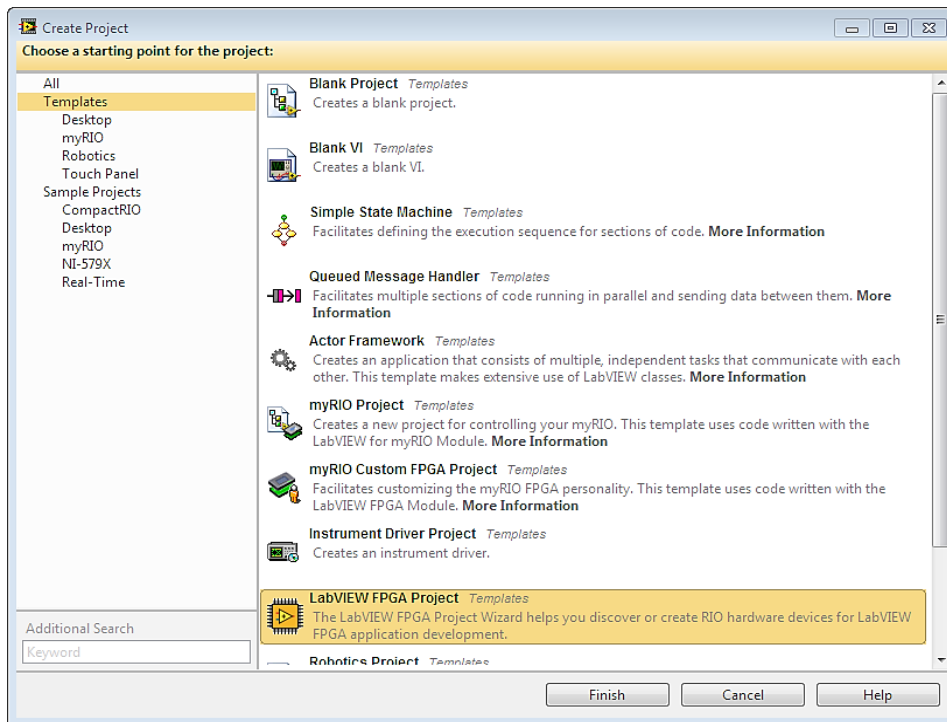 Create Project
Choose a starting point for the project:
All
Templates
Desktop
myRIO
Robotics
Touch Panel
Sample Projects
CompactRIO
Desktop
myRIO
NI-579X
Real-Time
Additional Search
Keyword
Blank Project Templates
Creates a blank project.
Blank VI Templates
Creates a blank VI.
Simple State Machine Templates
Facilitates defining the execution sequence for sections of code. More Information
Queued Message Handler Templates
Facilitates multiple sections of code running in parallel and sending data between them. More
Information
Actor Framework Templates
Creates an application that consists of multiple, independent tasks that communicate with each
other. This template makes extensive use of LabVIEW classes. More Information
myRIO Project Templates
Creates a new project for controlling your myRIO. This template uses code written with the
LabVIEW for myRIO Module. More Information
myRIO Custom FPGA Project Templates
Facilitates customizing the myRIO FPGA personality. This template uses code written with the
LabVIEW FPGA Module. More Information
Instrument Driver Project Templates
Creates an instrument driver.
LabVIEW FPGA Project Templates
The LabVIEW FPGA Project Wizard helps you discover or create RIO hardware devices for LabVIEW
FPGA application development.
Robotics Project Templates
Finish
Cancel
Help